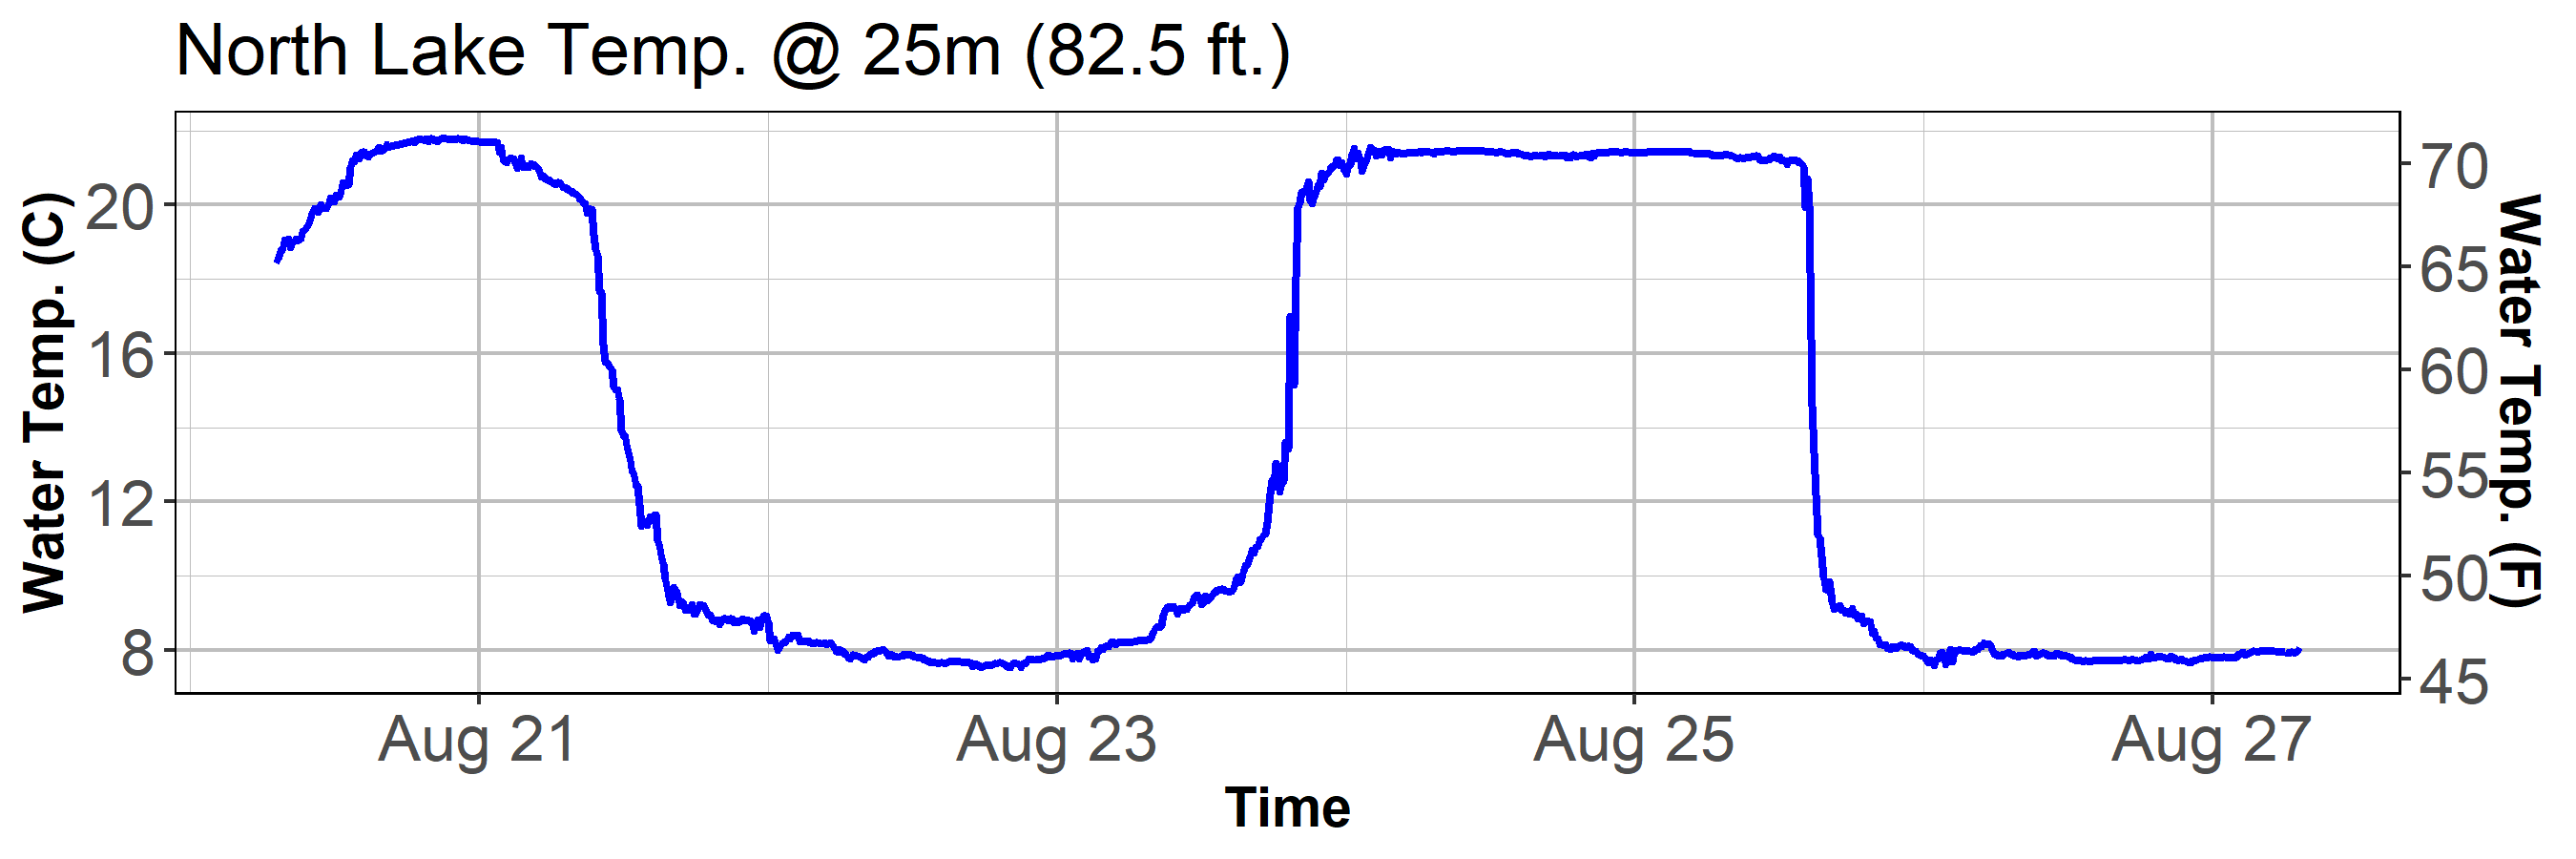 North Lake Temp. @ 25m (82.5 ft.)
Water Temp. (C)
20
16
12
8
70
65
60
55
50
45
Water Temp. (F)
Aug 21
Aug 23
Aug 25
Aug 27
Time